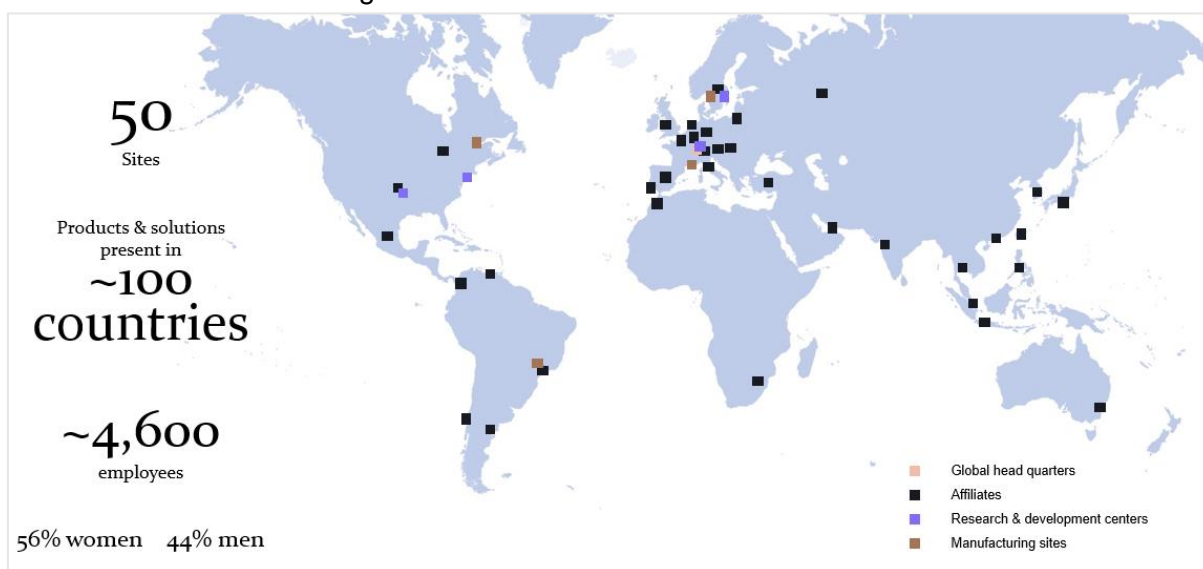 50
Sites
Products & solutions
present in
~100
countries
~4,600
employees
56% women 44% men
Global head quarters
Affiliates
Research & development centers
Manufacturing sites